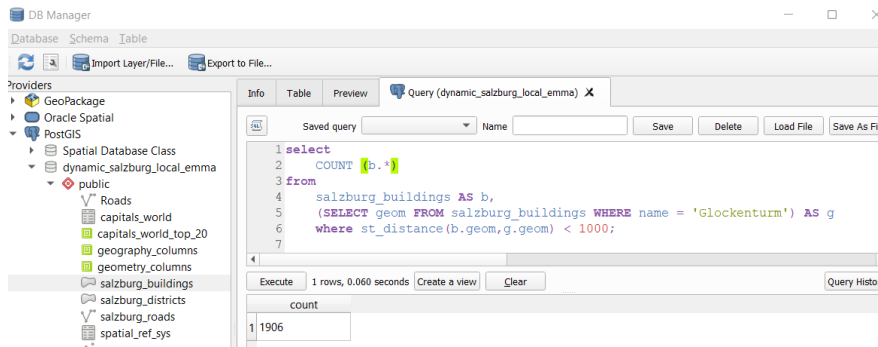 DB Manager
Database Schema Table
Import Layer/File... Export to File...
Providers
GeoPackage
Oracle Spatial
PostGIS
Spatial Database Class
dynamic_salzburg_local_emma
public
Roads
capitals_world
capitals_world_top_20
geography_columns
geometry_columns
salzburg_buildings
salzburg_districts
salzburg_roads
spatial_ref_sys
Info Table Preview Query (dynamic_salzburg_local_emma) X
Saved query Name Save Delete Load File Save As Fi
1 select
2 COUNT (b.*)
3 from
4 salzburg_buildings AS b,
5 (SELECT geom FROM salzburg_buildings WHERE name = 'Glockenturm') AS g
6 where st_distance(b.geom,g.geom) < 1000;
7
Execute 1 rows, 0.060 seconds Create a view Clear Query Histo
count
1 1906